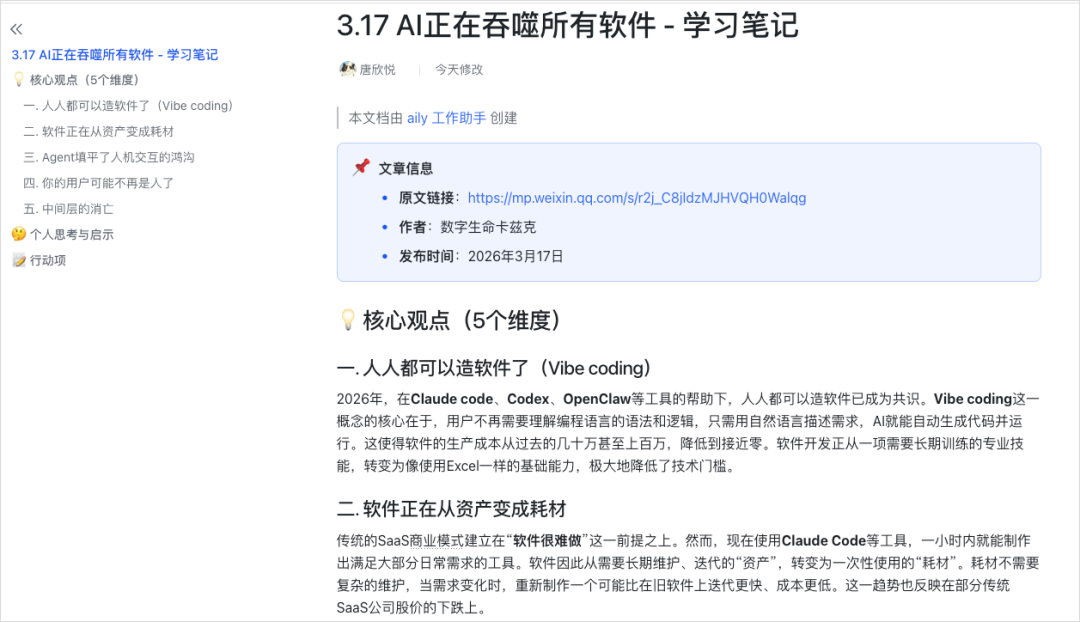 3.17 AI正在吞噬所有软件 - 学习笔记
💡 核心观点（5个维度）
一. 人人都可以造软件了（Vibe coding）
二. 软件正在从资产变成耗材
三. Agent填平了人机交互的鸿沟
四. 你的用户可能不再是人了
五. 中间层的消亡
🤔 个人思考与启示
📝 行动项
3.17 AI正在吞噬所有软件 - 学习笔记
唐欣悦 | 今天修改
本文档由 aily 工作助手 创建
📌 文章信息
• 原文链接：https://mp.weixin.qq.com/s/r2j_C8jIdzMJHVQH0Walqg
• 作者：数字生命卡兹克
• 发布时间：2026年3月17日
💡 核心观点（5个维度）
一. 人人都可以造软件了（Vibe coding）
2026年，在Claude code、Codex、OpenClaw等工具的帮助下，人人都可以造软件已成为共识。Vibe coding这一
概念的核心在于，用户不再需要理解编程语言的语法和逻辑，只需用自然语言描述需求，AI就能自动生成代码并运
行。这使得软件的生产成本从过去的几十万甚至上百万，降低到接近零。软件开发正从一项需要长期训练的专业技
能，转变为像使用Excel一样的基础能力，极大地降低了技术门槛。
二. 软件正在从资产变成耗材
传统的SaaS商业模式建立在“软件很难做”这一前提之上。然而，现在使用Claude Code等工具，一小时内就能制作
出满足大部分日常需求的工具。软件因此从需要长期维护、迭代的“资产”，转变为一次性使用的“耗材”。耗材不需要
复杂的维护，当需求变化时，重新制作一个可能比在旧软件上迭代更快、成本更低。这一趋势也反映在部分传统
SaaS公司股价的下跌上。